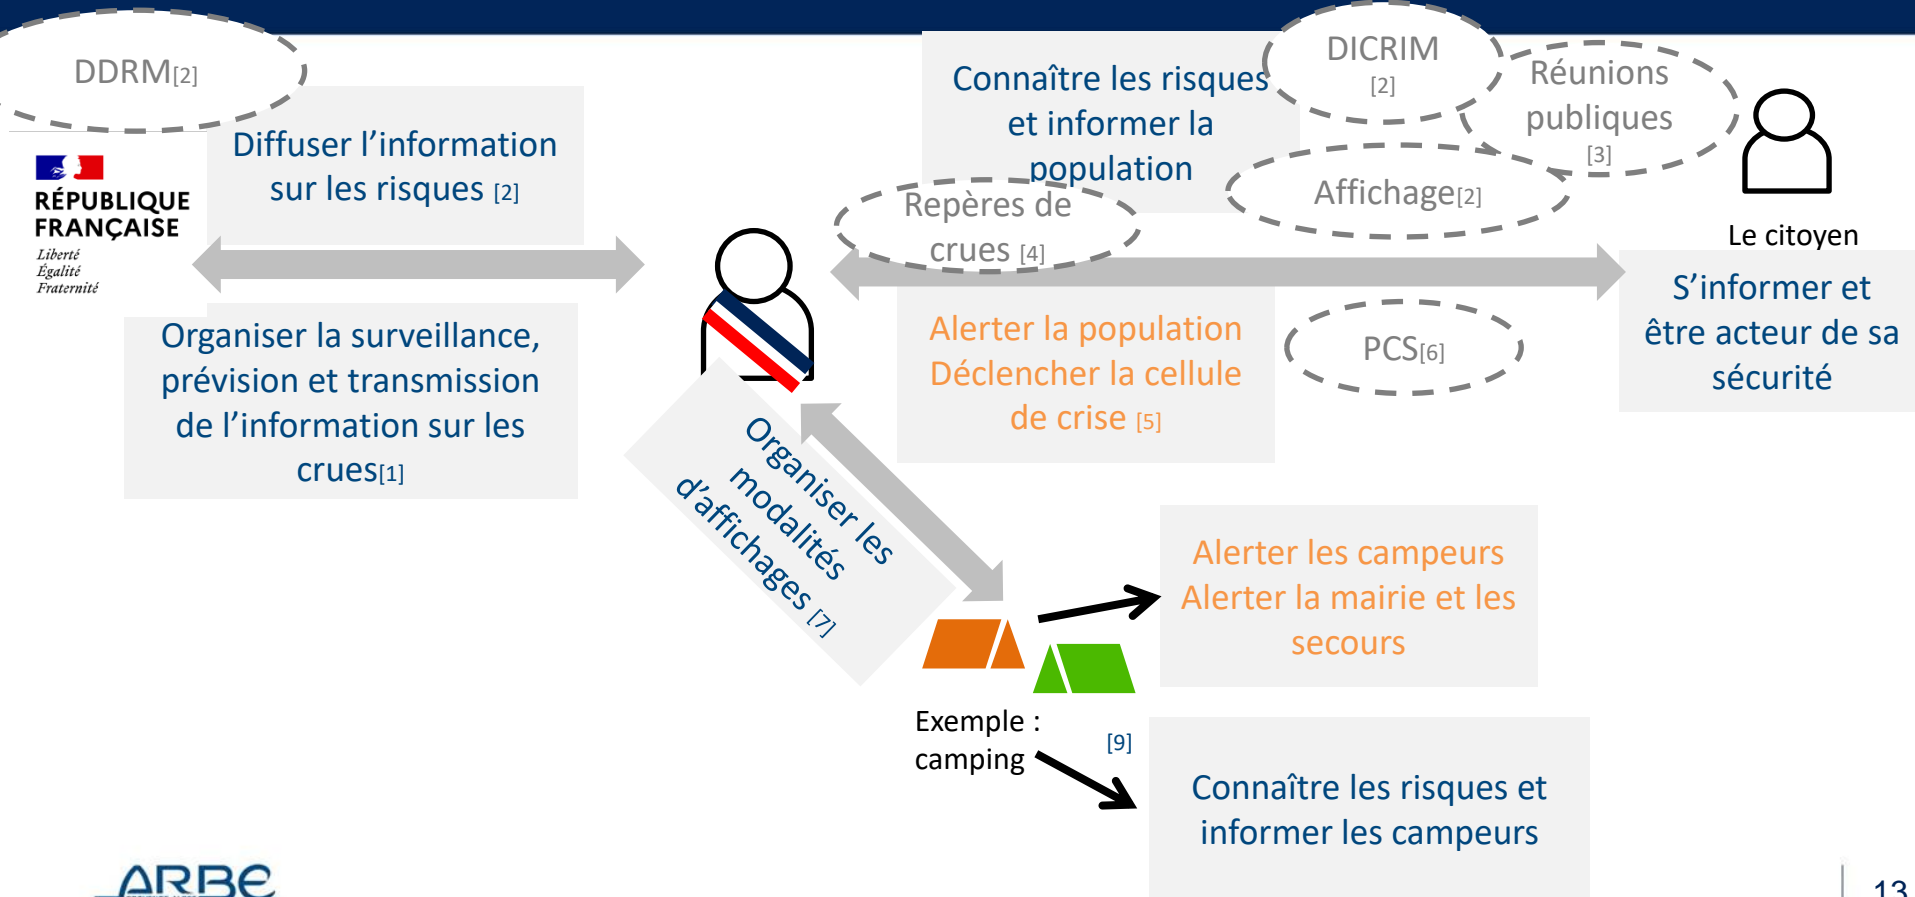 DDRM[2]
RÉPUBLIQUE
FRANÇAISE
Liberté
Égalité
Fraternité
Diffuser l’information
sur les risques [2]
Organiser la surveillance,
prévision et transmission
de l’information sur les
crues[1]
Connaître les risques
et informer la
population
DICRIM
[2]
Réunions
publiques
[3]
Affichage[2]
Repères de
crues [4]
Le citoyen
S’informer et
être acteur de sa
sécurité
Alerter la population
Déclencher la cellule
de crise [5]
PCS[6]
Organiser les
modalités
d’affichages [7]
Alerter les campeurs
Alerter la mairie et les
secours
Exemple :
camping
[9]
Connaître les risques et
informer les campeurs
ARBE
13